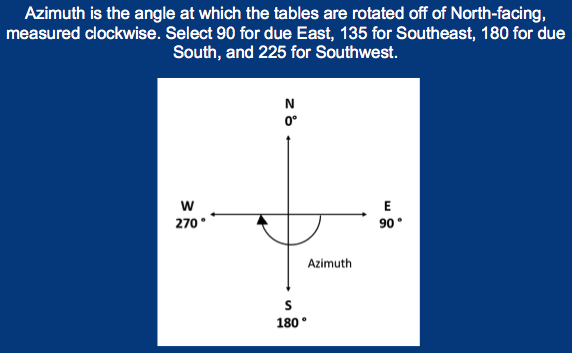 Azimuth is the angle at which the tables are rotated off of North-facing,
measured clockwise. Select 90 for due East, 135 for Southeast, 180 for due
South, and 225 for Southwest.
N
0°
W
270 °
E
90 °
Azimuth
S
180 °